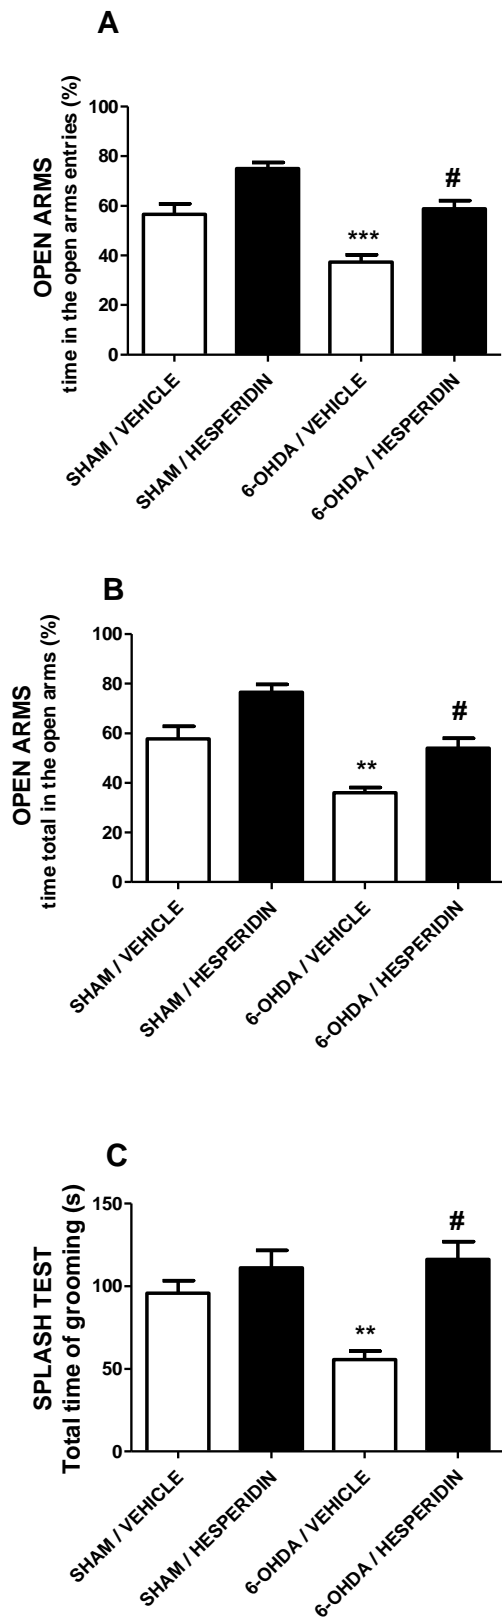 A
OPEN ARMS
time in the open arms entries (%)
100
80
60
40
20
0
***
#
SHAM / VEHICLE
SHAM / HESPERIDIN
6-OHDA / VEHICLE
6-OHDA / HESPERIDIN
B
OPEN ARMS
time total in the open arms (%)
100
80
60
40
20
0
**
#
SHAM / VEHICLE
SHAM / HESPERIDIN
6-OHDA / VEHICLE
6-OHDA / HESPERIDIN
C
SPLASH TEST
Total time of grooming (s)
150
100
50
0
**
#
SHAM / VEHICLE
SHAM / HESPERIDIN
6-OHDA / VEHICLE
6-OHDA / HESPERIDIN